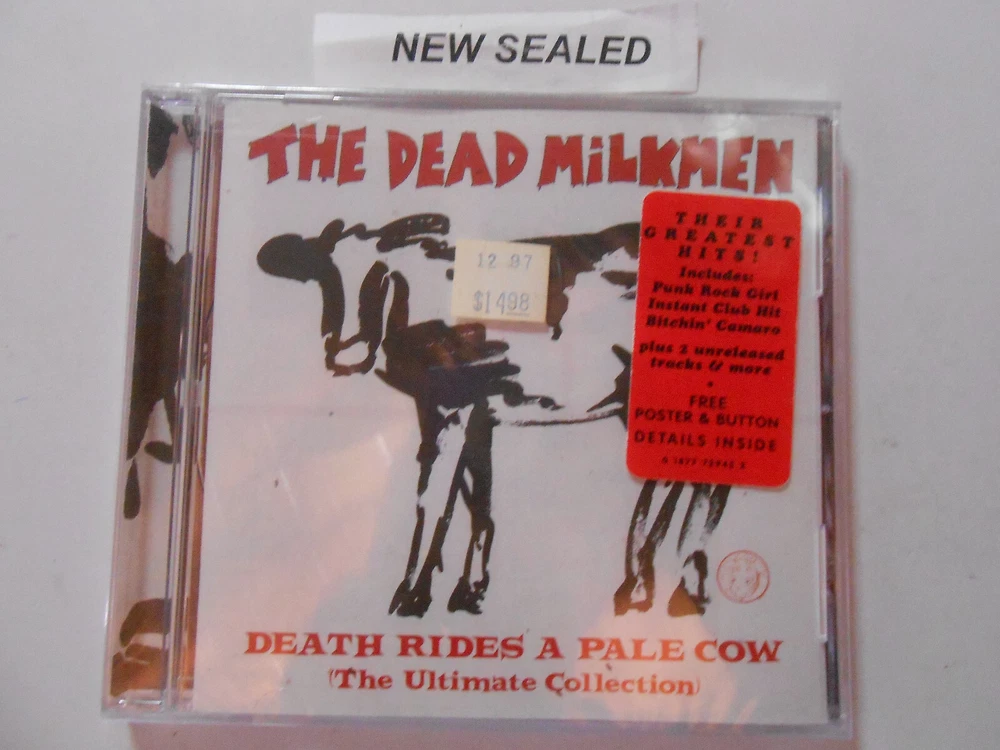 NEW SEALED
THE DEAD MiLKMEN
12 97
$14.98
THEIR
GREATEST
HITS!
Includes:
Punk Rock Girl
Instant Club Hit
Bitchin' Camaro
plus 2 unreleased
tracks & more
•
FREE
POSTER & BUTTON
DETAILS INSIDE
DEATH RIDES A PALE COW
(The Ultimate Collection)